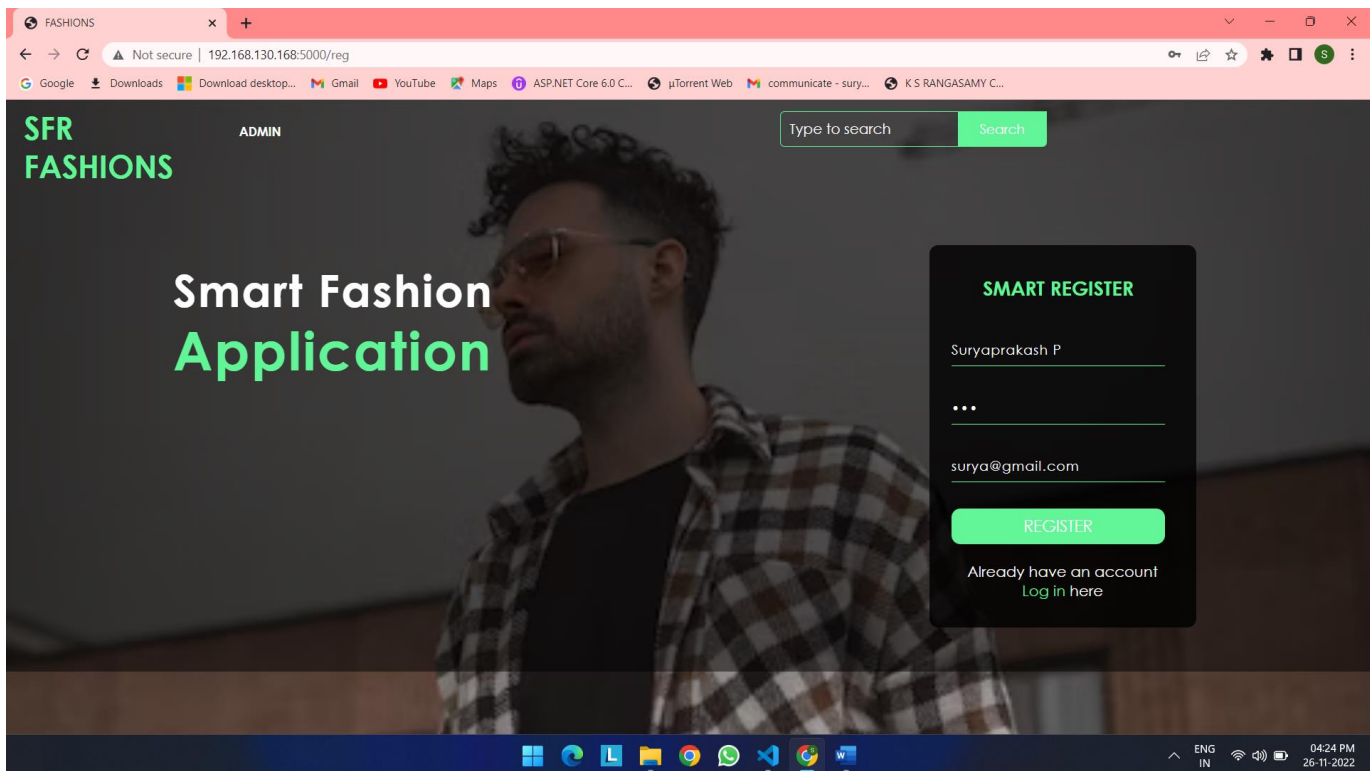 FASHIONS
Not secure | 192.168.130.168:5000/reg
Google Downloads Download desktop... Gmail YouTube Maps ASP.NET Core 6.0 C... µTorrent Web communicate - sury... K S RANGASAMY C...
SFR
FASHIONS
ADMIN
Type to search Search
Smart Fashion
Application
SMART REGISTER
Suryaprakash P
•••
surya@gmail.com
REGISTER
Already have an account
Log in here
ENG
IN
04:24 PM
26-11-2022